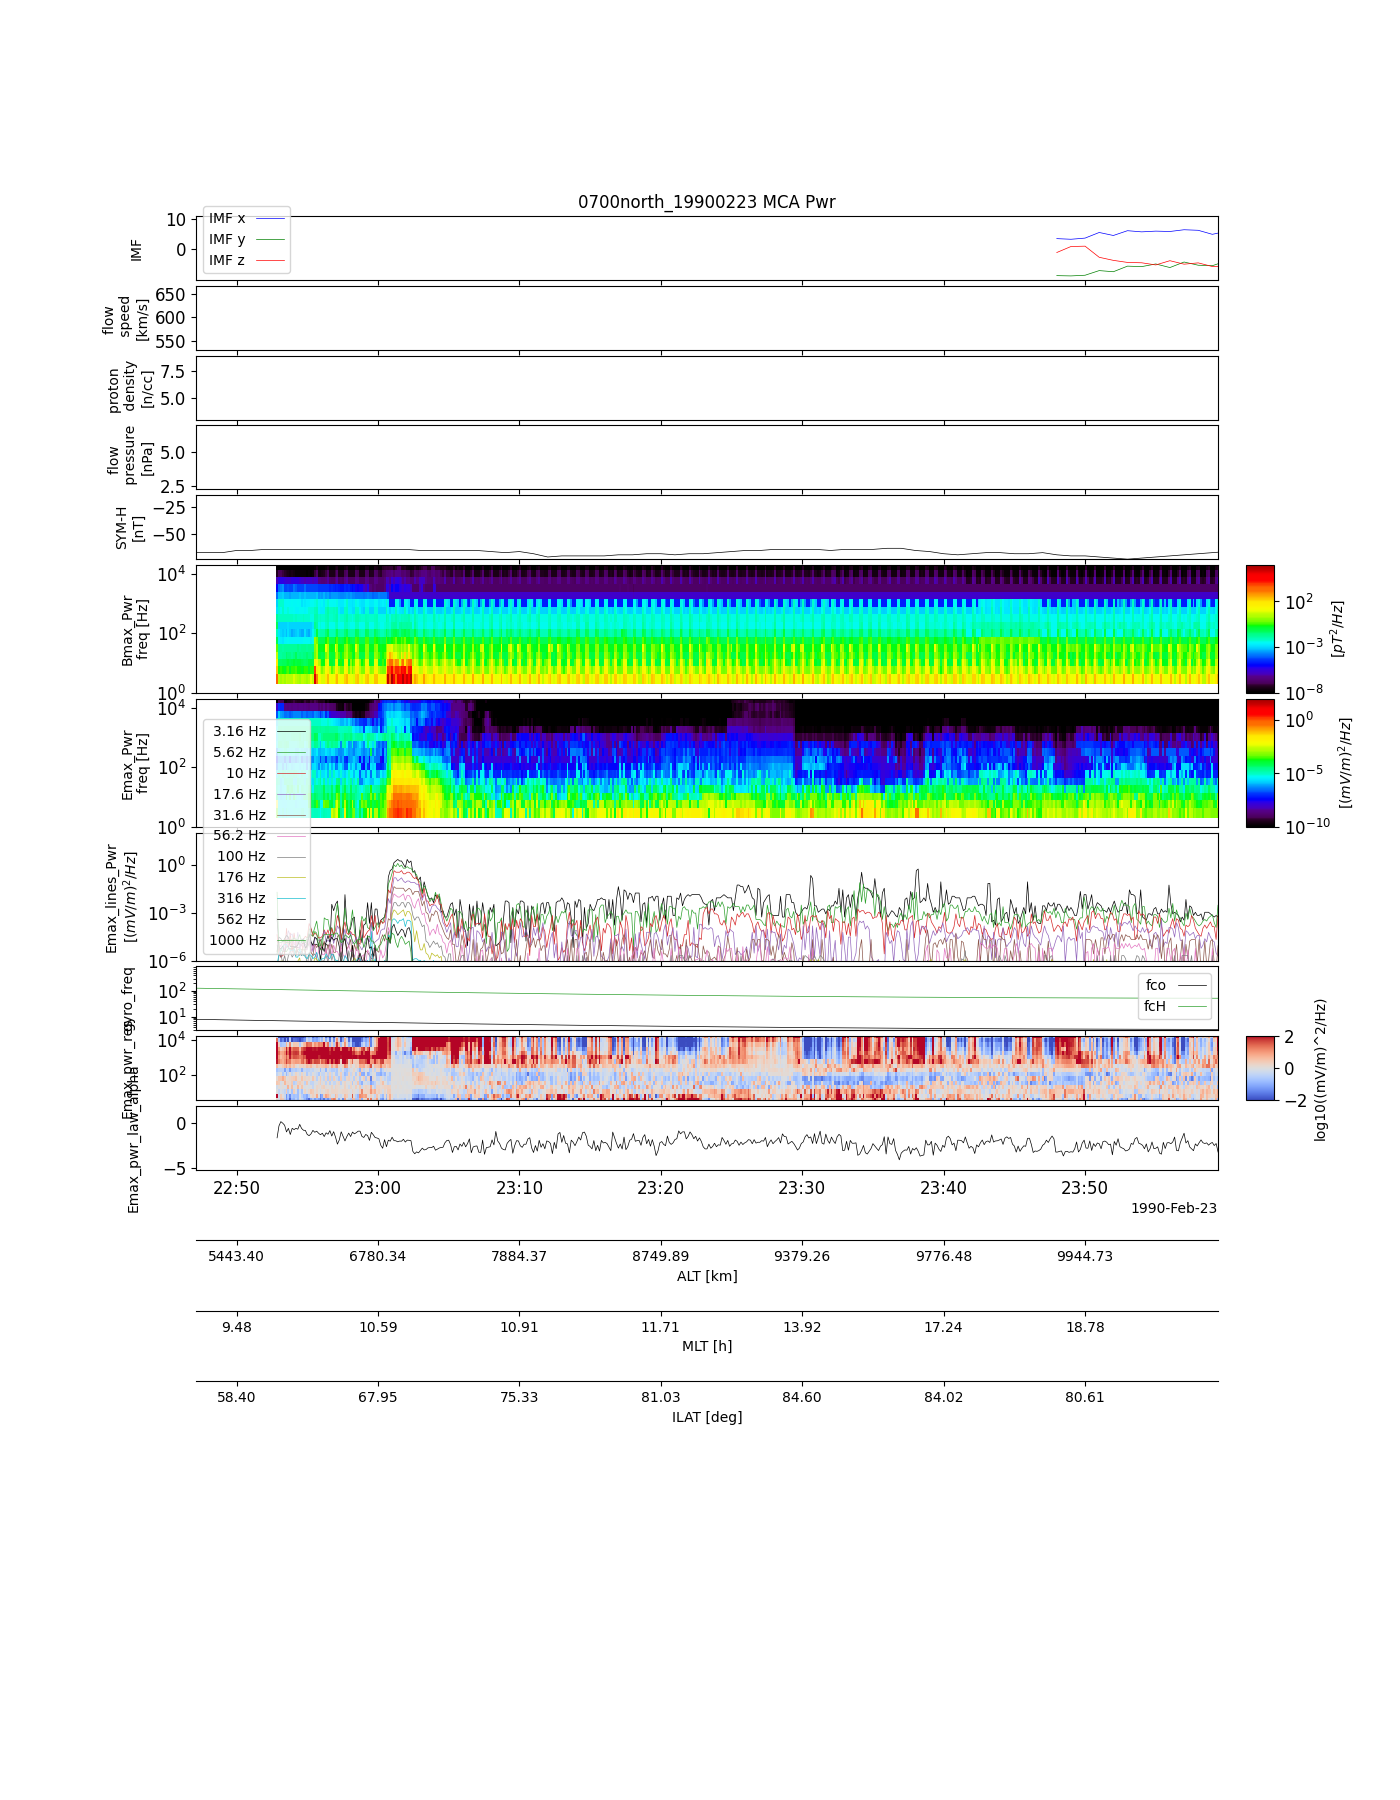 0700north_19900223 MCA Pwr
IMF
10
0
IMF x
IMF y
IMF z
flow
speed
[km/s]
650
600
550
proton
density
[n/cc]
7.5
5.0
flow
pressure
[nPa]
5.0
2.5
SYM-H
[nT]
−25
−50
Bmax_Pwr
freq [Hz]
10^4
10^2
10^0
10^2
10^-3
10^-8
[pT^2/Hz]
Emax_Pwr
freq [Hz]
10^4
10^2
10^0
10^0
10^-5
10^-10
[(mV/m)^2/Hz]
3.16 Hz
5.62 Hz
10 Hz
17.6 Hz
31.6 Hz
56.2 Hz
100 Hz
176 Hz
316 Hz
562 Hz
1000 Hz
Emax_lines_Pwr
[(mV/m)^2/Hz]
10^0
10^-3
10^-6
gyro_freq
10^2
10^1
fco
fcH
Emax_pwr_reg
10^4
10^2
2
0
−2
log10((mV/m)^2/Hz)
Emax_pwr_law_alpha
0
−5
22:50 23:00 23:10 23:20 23:30 23:40 23:50
1990-Feb-23
5443.40 6780.34 7884.37 8749.89 9379.26 9776.48 9944.73
ALT [km]
9.48 10.59 10.91 11.71 13.92 17.24 18.78
MLT [h]
58.40 67.95 75.33 81.03 84.60 84.02 80.61
ILAT [deg]